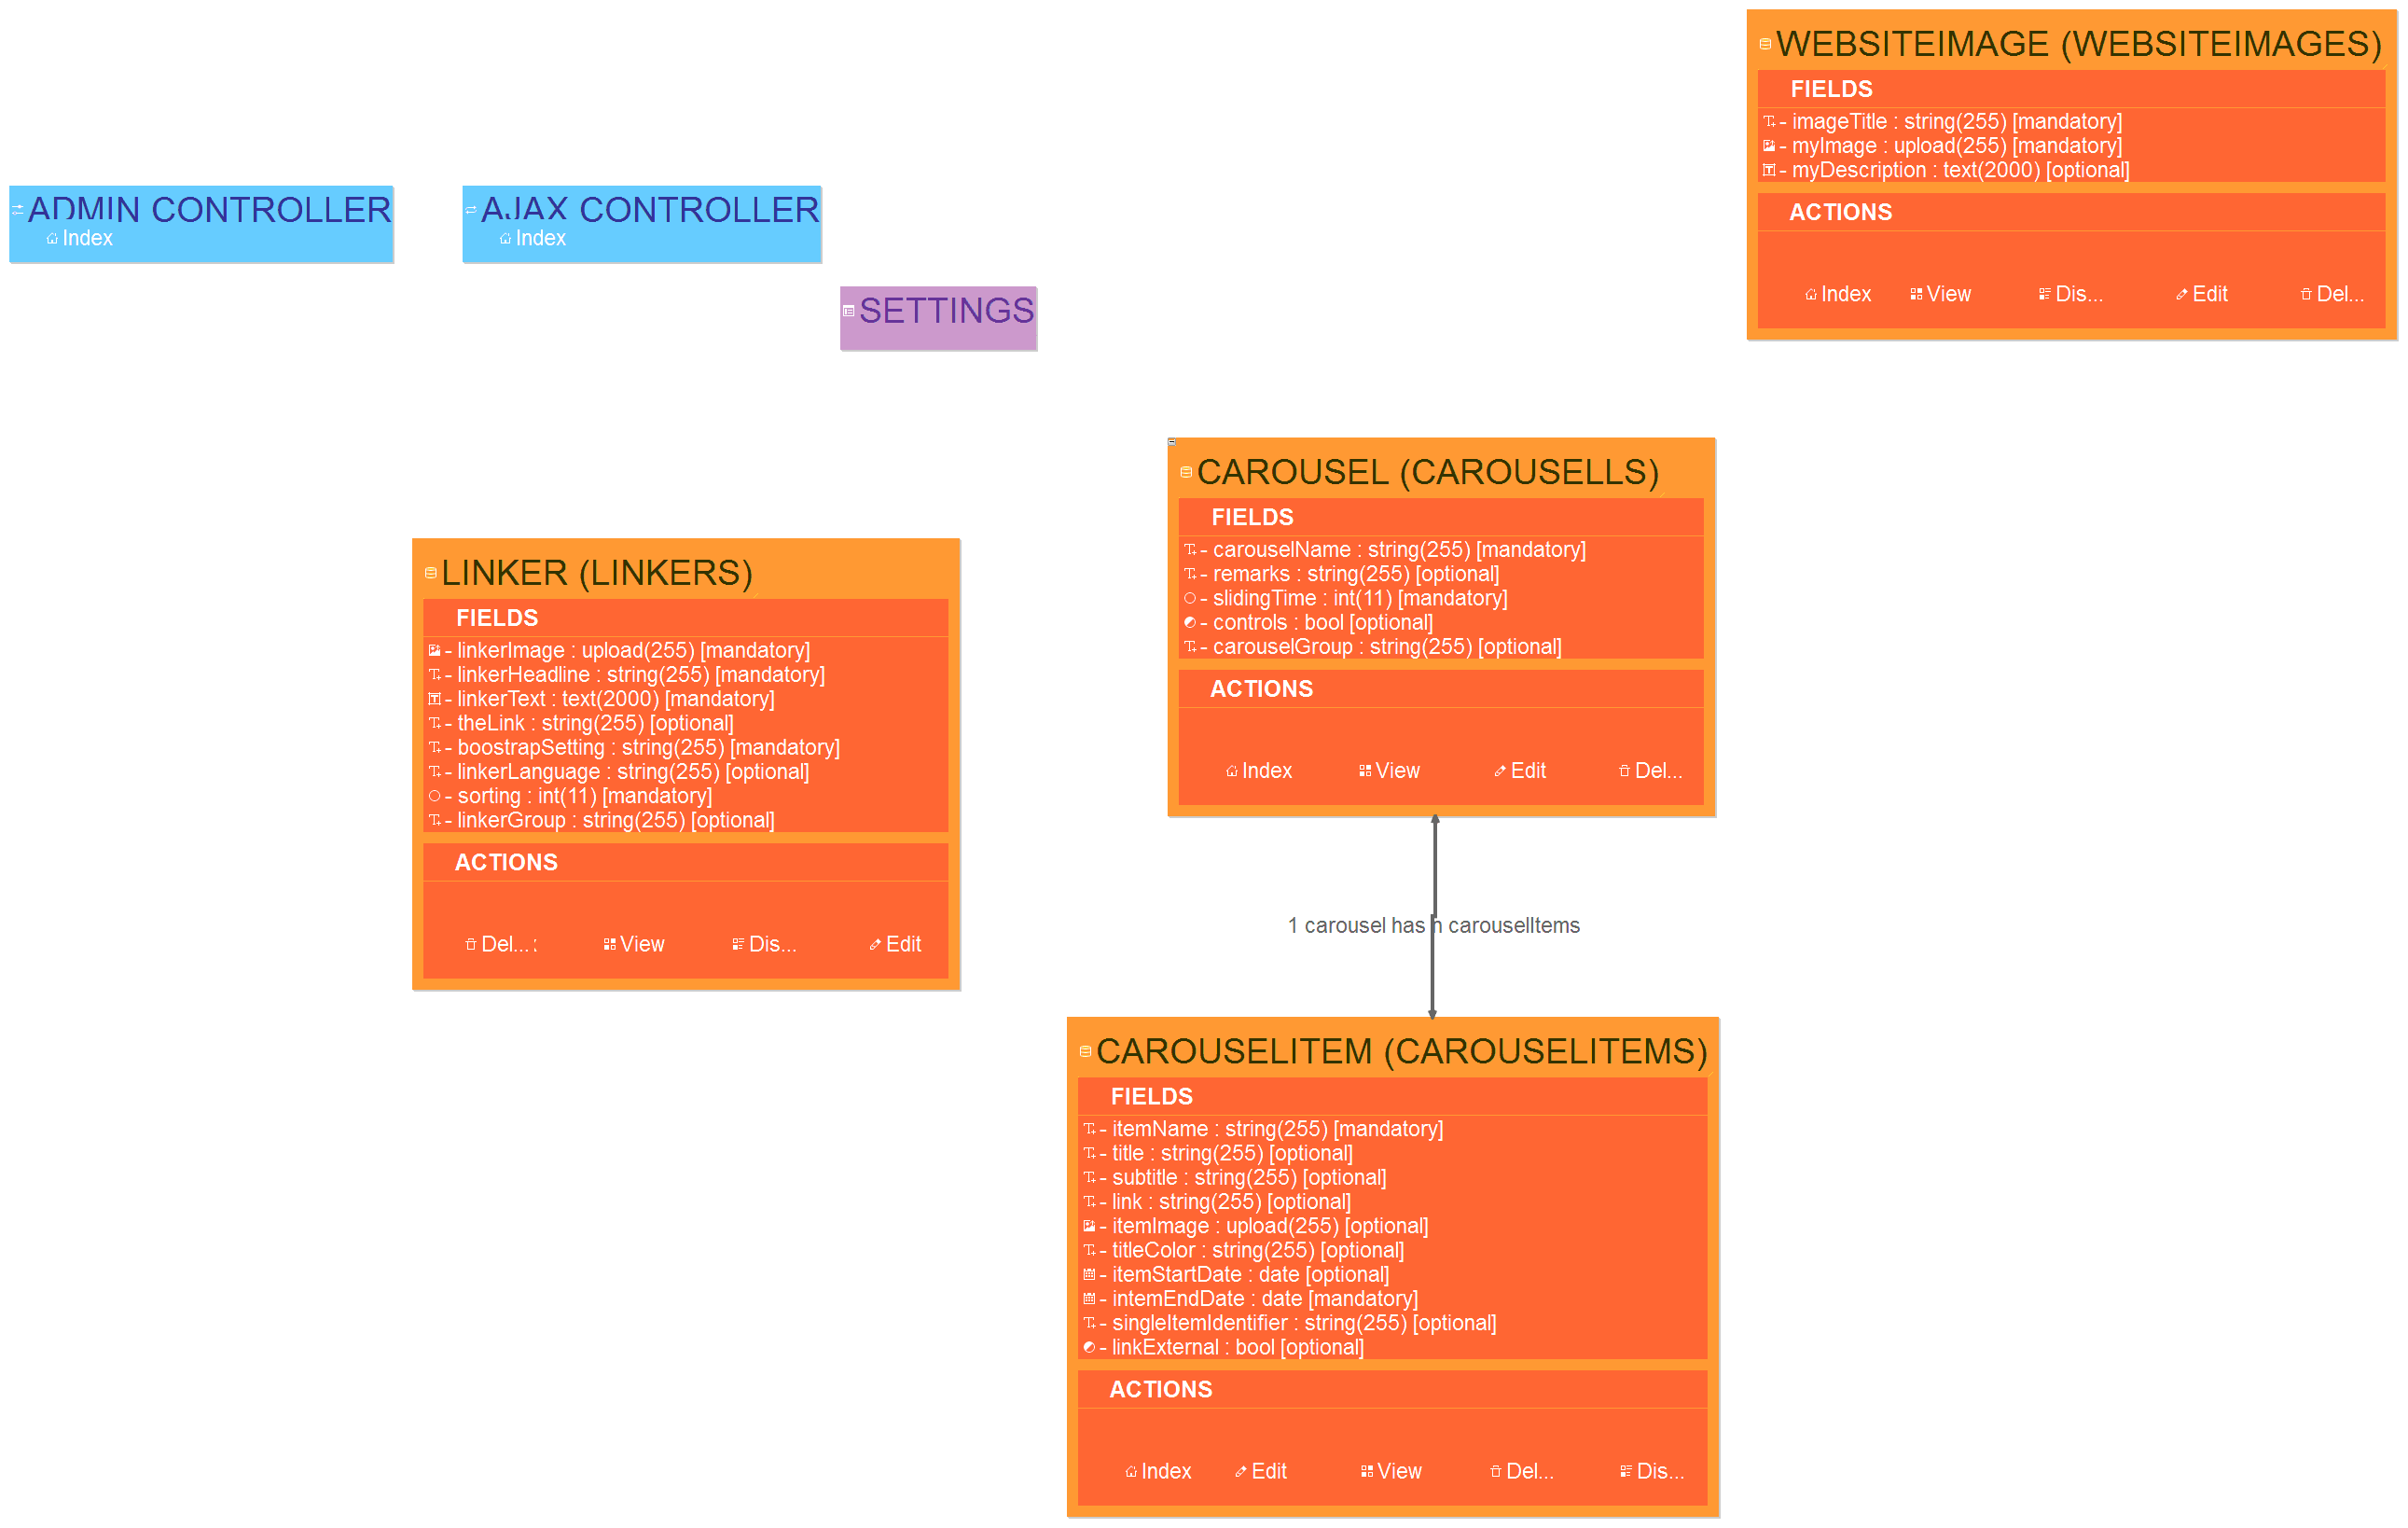 WEBSITEIMAGE (WEBSITEIMAGES)
FIELDS
- imageTitle : string(255) [mandatory]
- myImage : upload(255) [mandatory]
- myDescription : text(2000) [optional]
ACTIONS
Index View Dis... Edit Del...
ADMIN CONTROLLER
Index
AJAX CONTROLLER
Index
SETTINGS
CAROUSEL (CAROUSELLS)
FIELDS
- carouselName : string(255) [mandatory]
- remarks : string(255) [optional]
- slidingTime : int(11) [mandatory]
- controls : bool [optional]
- carouselGroup : string(255) [optional]
ACTIONS
Index View Edit Del...
LINKER (LINKERS)
FIELDS
- linkerImage : upload(255) [mandatory]
- linkerHeadline : string(255) [mandatory]
- linkerText : text(2000) [mandatory]
- theLink : string(255) [optional]
- boostrapSetting : string(255) [mandatory]
- linkerLanguage : string(255) [optional]
- sorting : int(11) [mandatory]
- linkerGroup : string(255) [optional]
ACTIONS
Del... View Dis... Edit
1 carousel has n carouselItems
CAROUSELITEM (CAROUSELITEMS)
FIELDS
- itemName : string(255) [mandatory]
- title : string(255) [optional]
- subtitle : string(255) [optional]
- link : string(255) [optional]
- itemImage : upload(255) [optional]
- titleColor : string(255) [optional]
- itemStartDate : date [optional]
- intemEndDate : date [mandatory]
- singleItemIdentifier : string(255) [optional]
- linkExternal : bool [optional]
ACTIONS
Index Edit View Del... Dis...